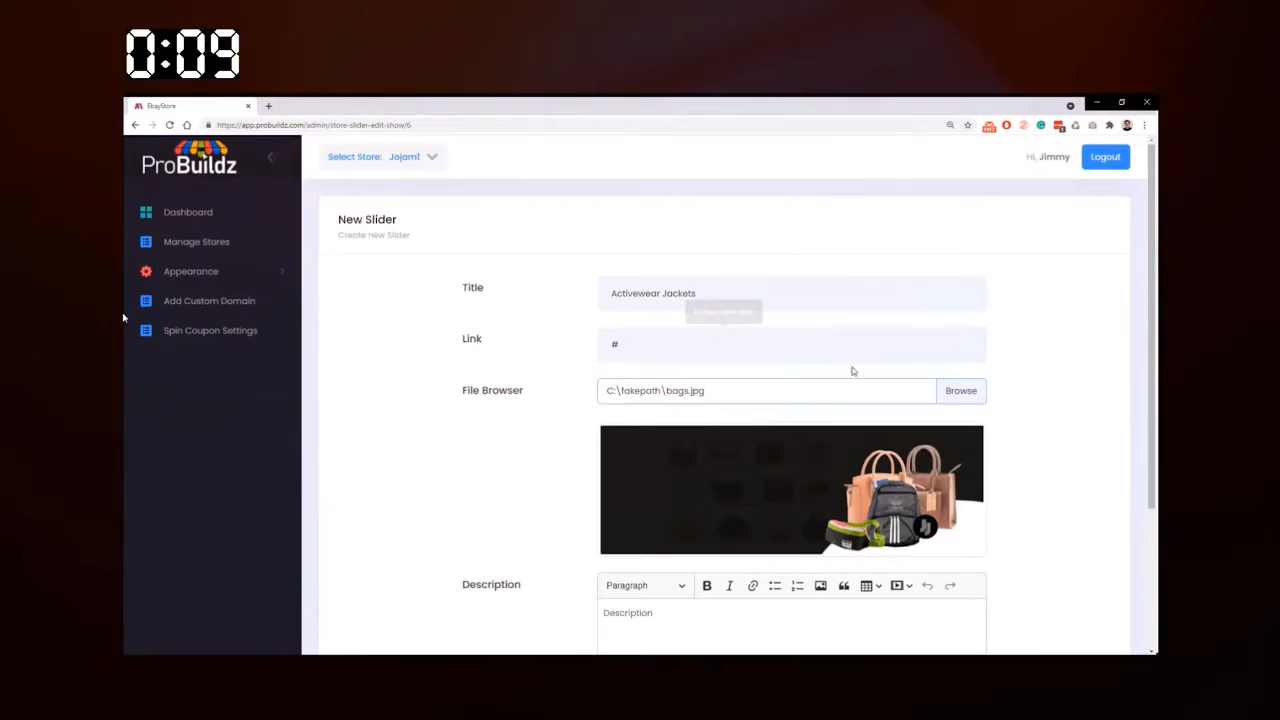 0:09
EbayStore
https://app.probuildz.com/admin/store-slider-edit-show/6
ProBuildz
Select Store: Jojam1
Hi, Jimmy
Logout
Dashboard
Manage Stores
Appearance
Add Custom Domain
Spin Coupon Settings
New Slider
Create new Slider
Title
Activewear Jackets
Link
#
File Browser
C:\fakepath\bags.jpg
Browse
Description
Paragraph
Description